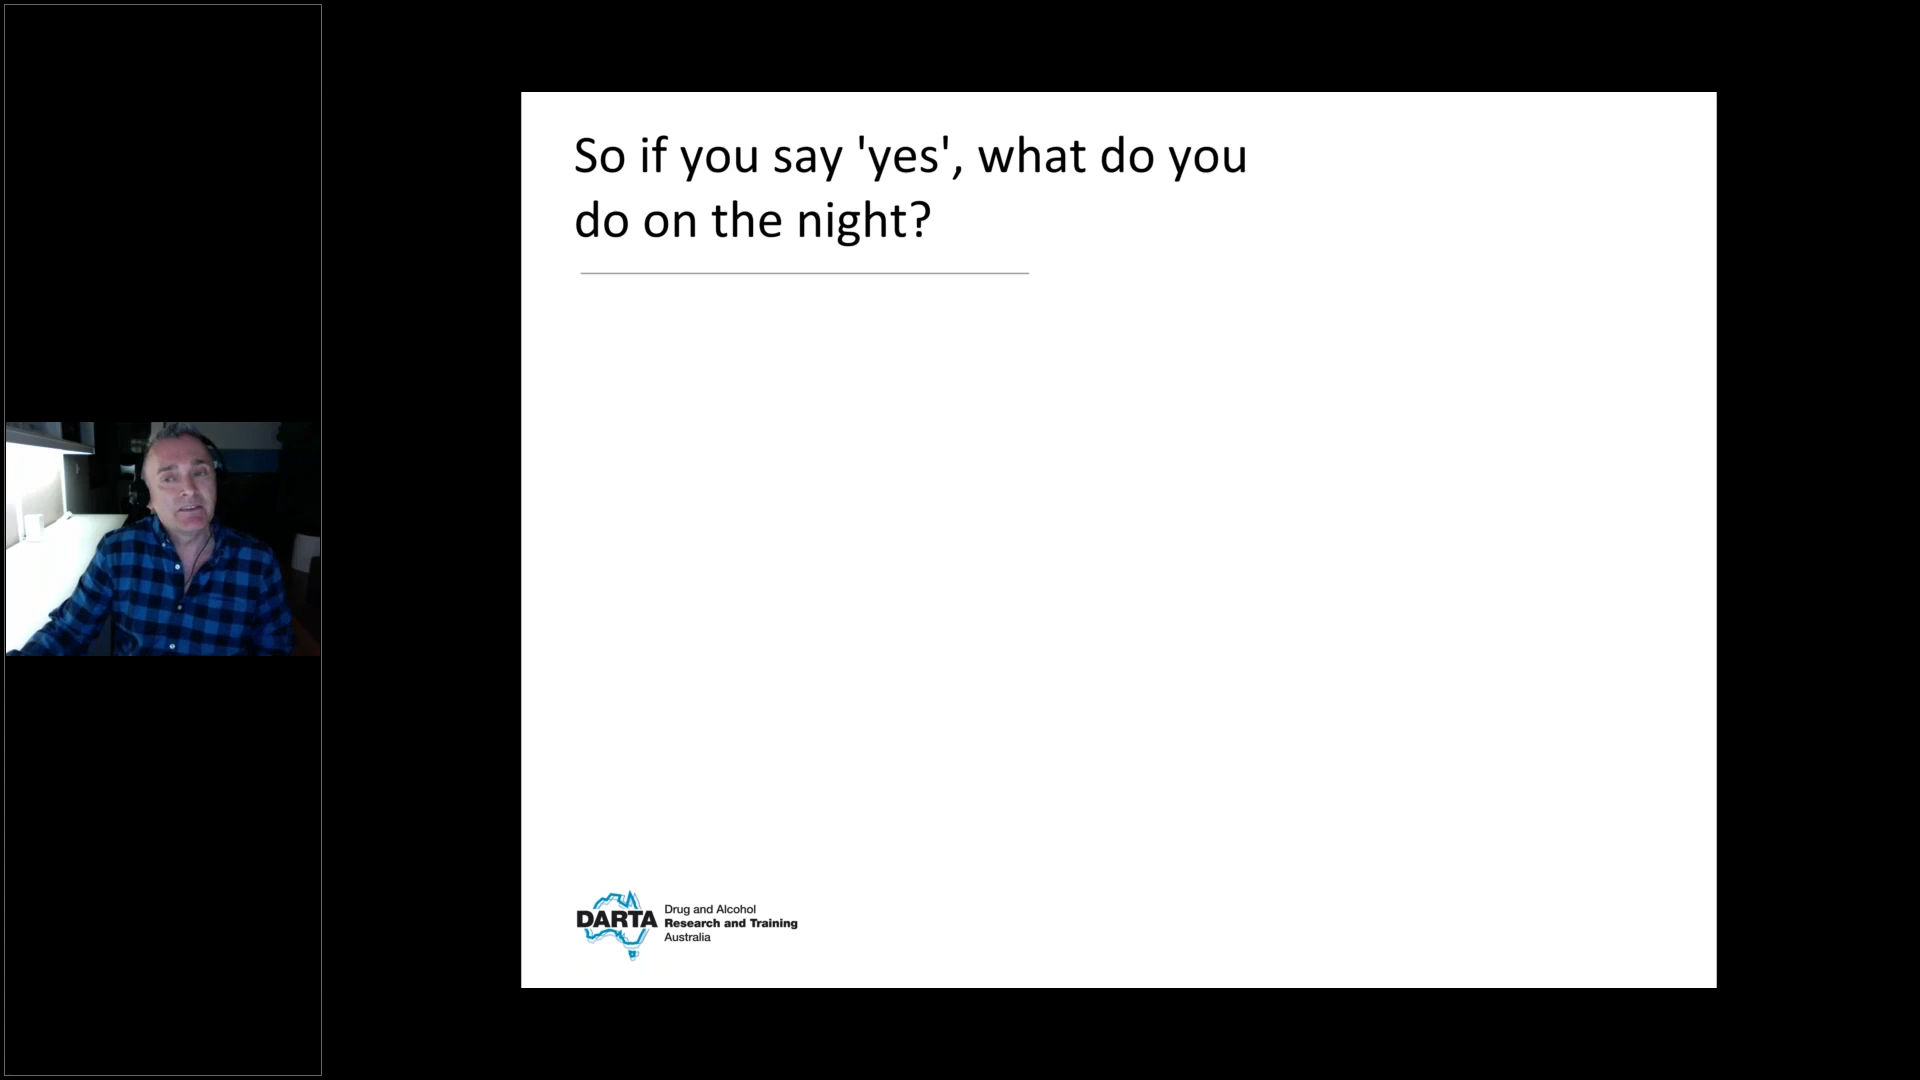 So if you say 'yes', what do you
do on the night?
DARTA
Drug and Alcohol
Research and Training
Australia